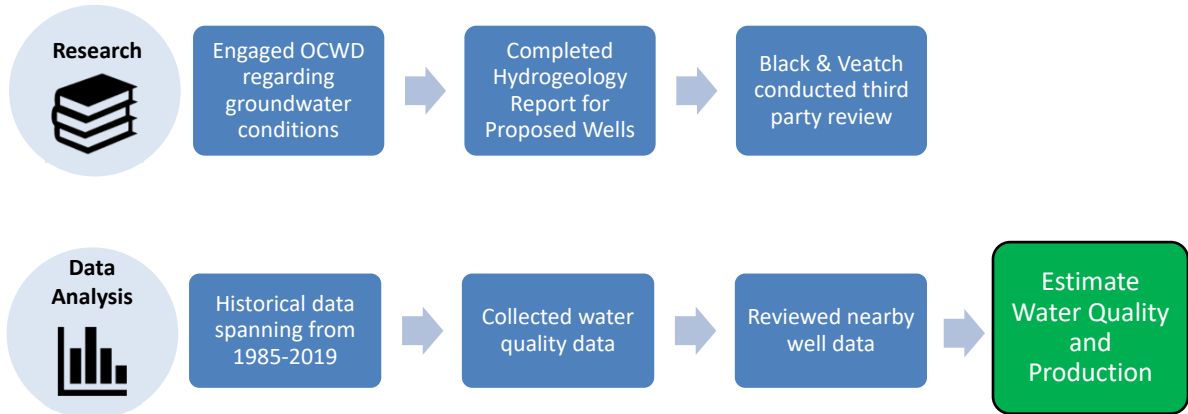 Research
Engaged OCWD
regarding
groundwater
conditions
Completed
Hydrogeology
Report for
Proposed Wells
Black & Veatch
conducted third
party review
Data
Analysis
Historical data
spanning from
1985-2019
Collected water
quality data
Reviewed nearby
well data
Estimate
Water Quality
and
Production